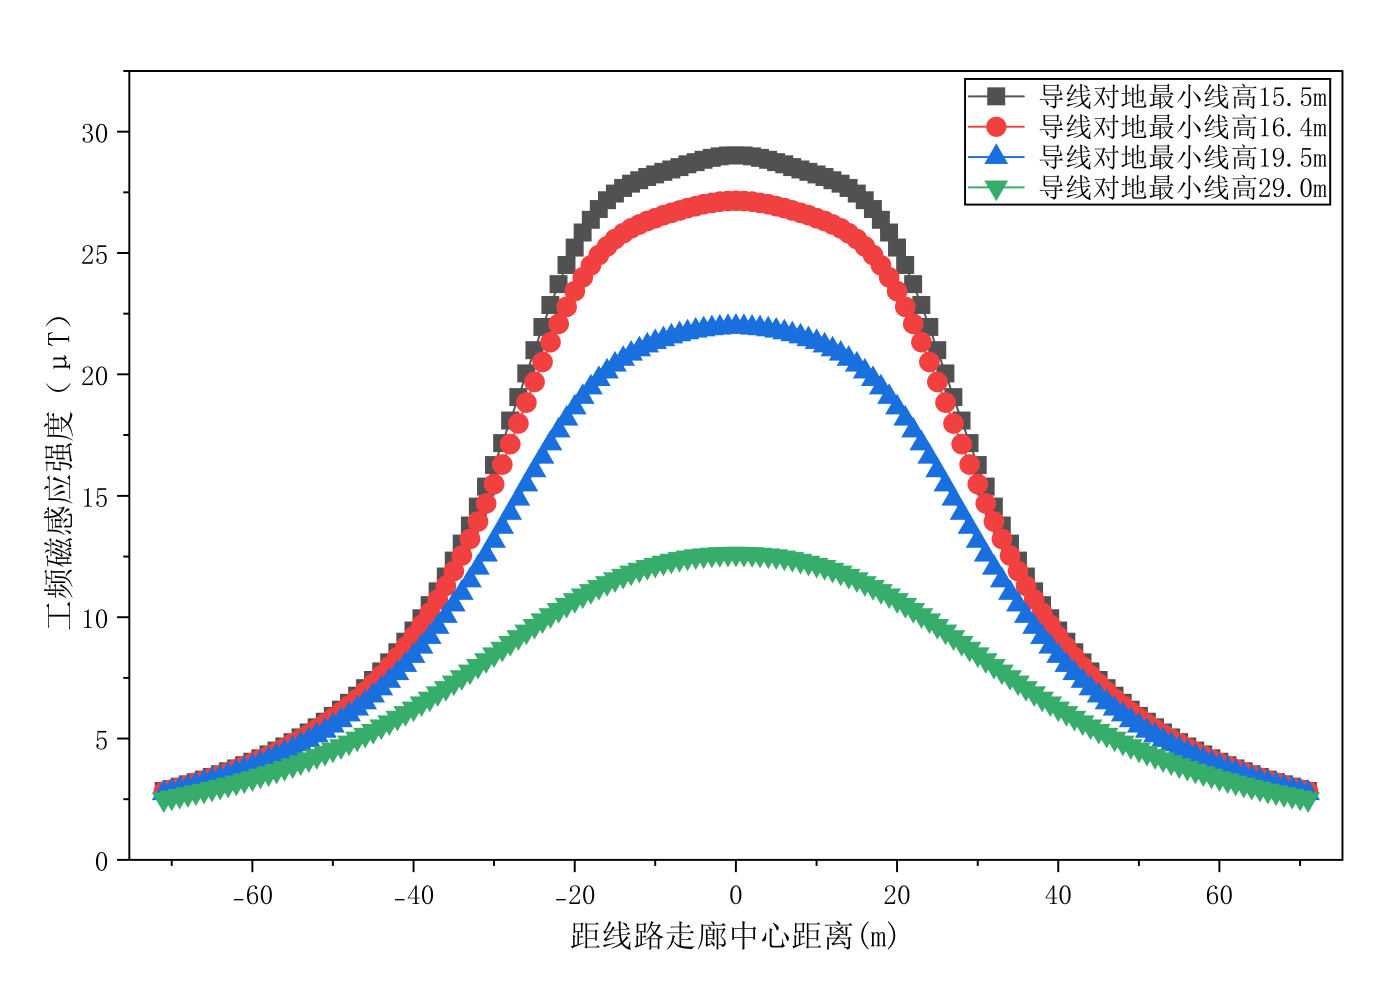 导线对地最小线高15.5m
导线对地最小线高16.4m
导线对地最小线高19.5m
导线对地最小线高29.0m
工频磁感应强度(μT)
30
25
20
15
10
5
0
-60 -40 -20 0 20 40 60
距线路走廊中心距离(m)